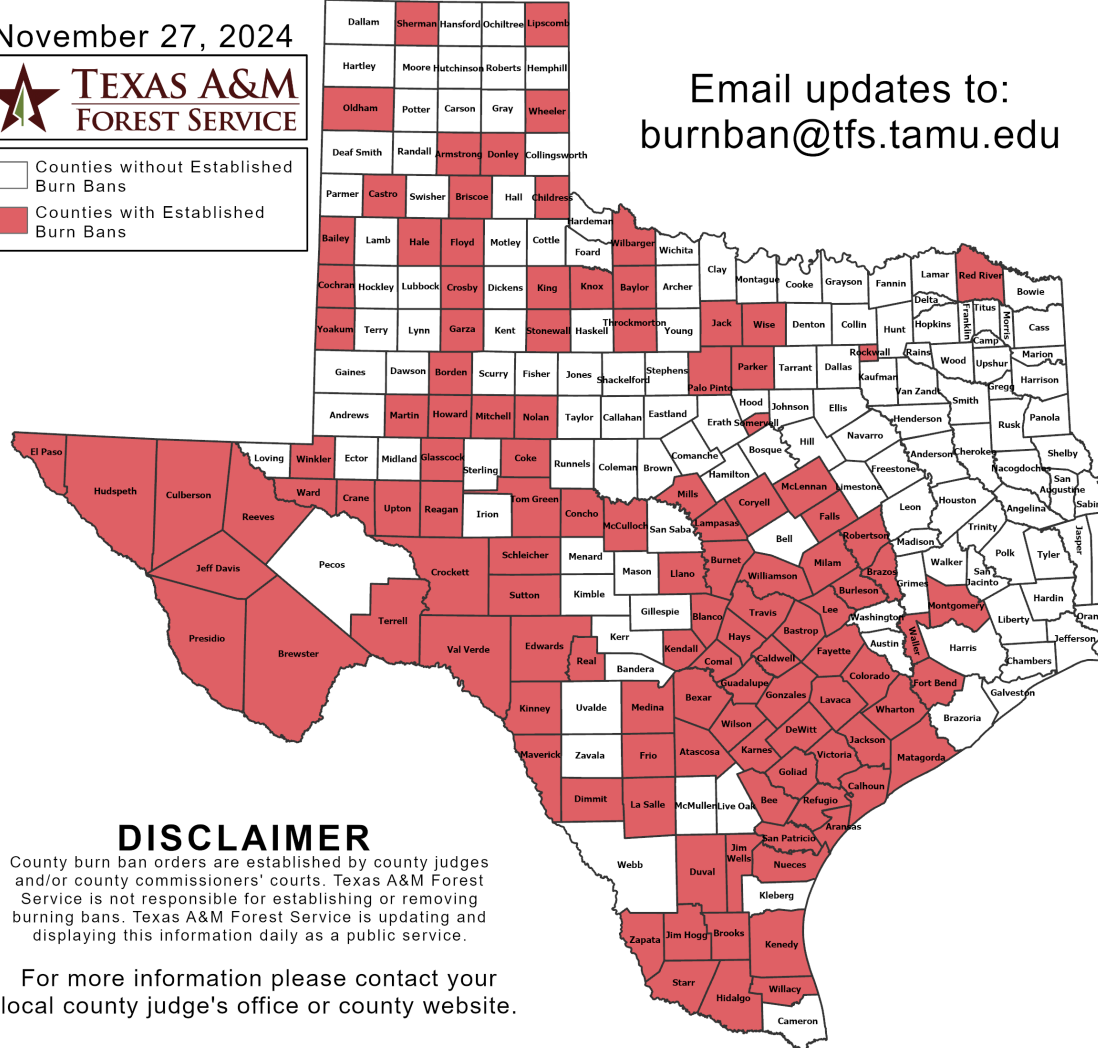 November 27, 2024
TEXAS A&M
FOREST SERVICE
Counties without Established
Burn Bans
Counties with Established
Burn Bans
Email updates to:
burnban@tfs.tamu.edu
Dallam Sherman Hansford Ochiltree Lipscomb
Hartley Moore Hutchinson Roberts Hemphill
Oldham Potter Carson Gray Wheeler
Deaf Smith Randall Armstrong Donley Collingsworth
Parmer Castro Swisher Briscoe Hall Childress
Hardeman
Bailey Lamb Hale Floyd Motley Cottle Foard Wilbarger Wichita
Clay Montague Cooke Grayson Fannin Lamar Red River Bowie
Cochran Hockley Lubbock Crosby Dickens King Knox Baylor Archer
Delta Franklin Titus Morris Cass
Yoakum Terry Lynn Garza Kent Stonewall Haskell Throckmorton Young Jack Wise Denton Collin Hunt Hopkins
Camp
Rockwall Rains Wood Upshur Marion
Gaines Dawson Borden Scurry Fisher Jones Shackelford Stephens Palo Pinto Parker Tarrant Dallas Kaufman Van Zandt Gregg Harrison
Smith
Andrews Martin Howard Mitchell Nolan Taylor Callahan Eastland Erath Hood Somervell Johnson Ellis Henderson Rusk Panola
Navarro
El Paso Hudspeth Culberson Reeves Loving Winkler Ector Midland Glasscock Sterling Coke Runnels Coleman Brown Comanche Hamilton Bosque Hill Freestone Anderson Cherokee Nacogdoches Shelby
San
Augustine
Sabin
Ward Crane Upton Reagan Irion Tom Green Concho McCulloch San Saba Mills Lampasas Coryell McLennan Limestone Falls Leon Houston Angelina
Trinity
Bell Robertson Madison Walker Polk Tyler Jasper
San
Jacinto
Jeff Davis Pecos Crockett Schleicher Menard Mason Llano Burnet Williamson Milam Brazos Grimes
Sutton Kimble Burleson Montgomery Hardin
Presidio Brewster Terrell Val Verde Edwards Real Kerr Gillespie Blanco Travis Lee Washington Waller Liberty Oran
Bandera Kendall Hays Bastrop Fayette Austin Harris Jefferson
Comal Caldwell Chambers
Colorado Fort Bend Galveston
Kinney Uvalde Medina Bexar Guadalupe Gonzales Lavaca Wharton Brazoria
Wilson DeWitt Jackson
Maverick Zavala Frio Atascosa Karnes Victoria Matagorda
Goliad Calhoun
Dimmit La Salle McMullen Live Oak Bee Refugio
Aransas
San Patricio
Webb Duval Jim
Wells
Nueces
Kleberg
Zapata Jim Hogg Brooks Kenedy
Starr Hidalgo Willacy
Cameron
DISCLAIMER
County burn ban orders are established by county judges
and/or county commissioners' courts. Texas A&M Forest
Service is not responsible for establishing or removing
burning bans. Texas A&M Forest Service is updating and
displaying this information daily as a public service.
For more information please contact your
local county judge's office or county website.